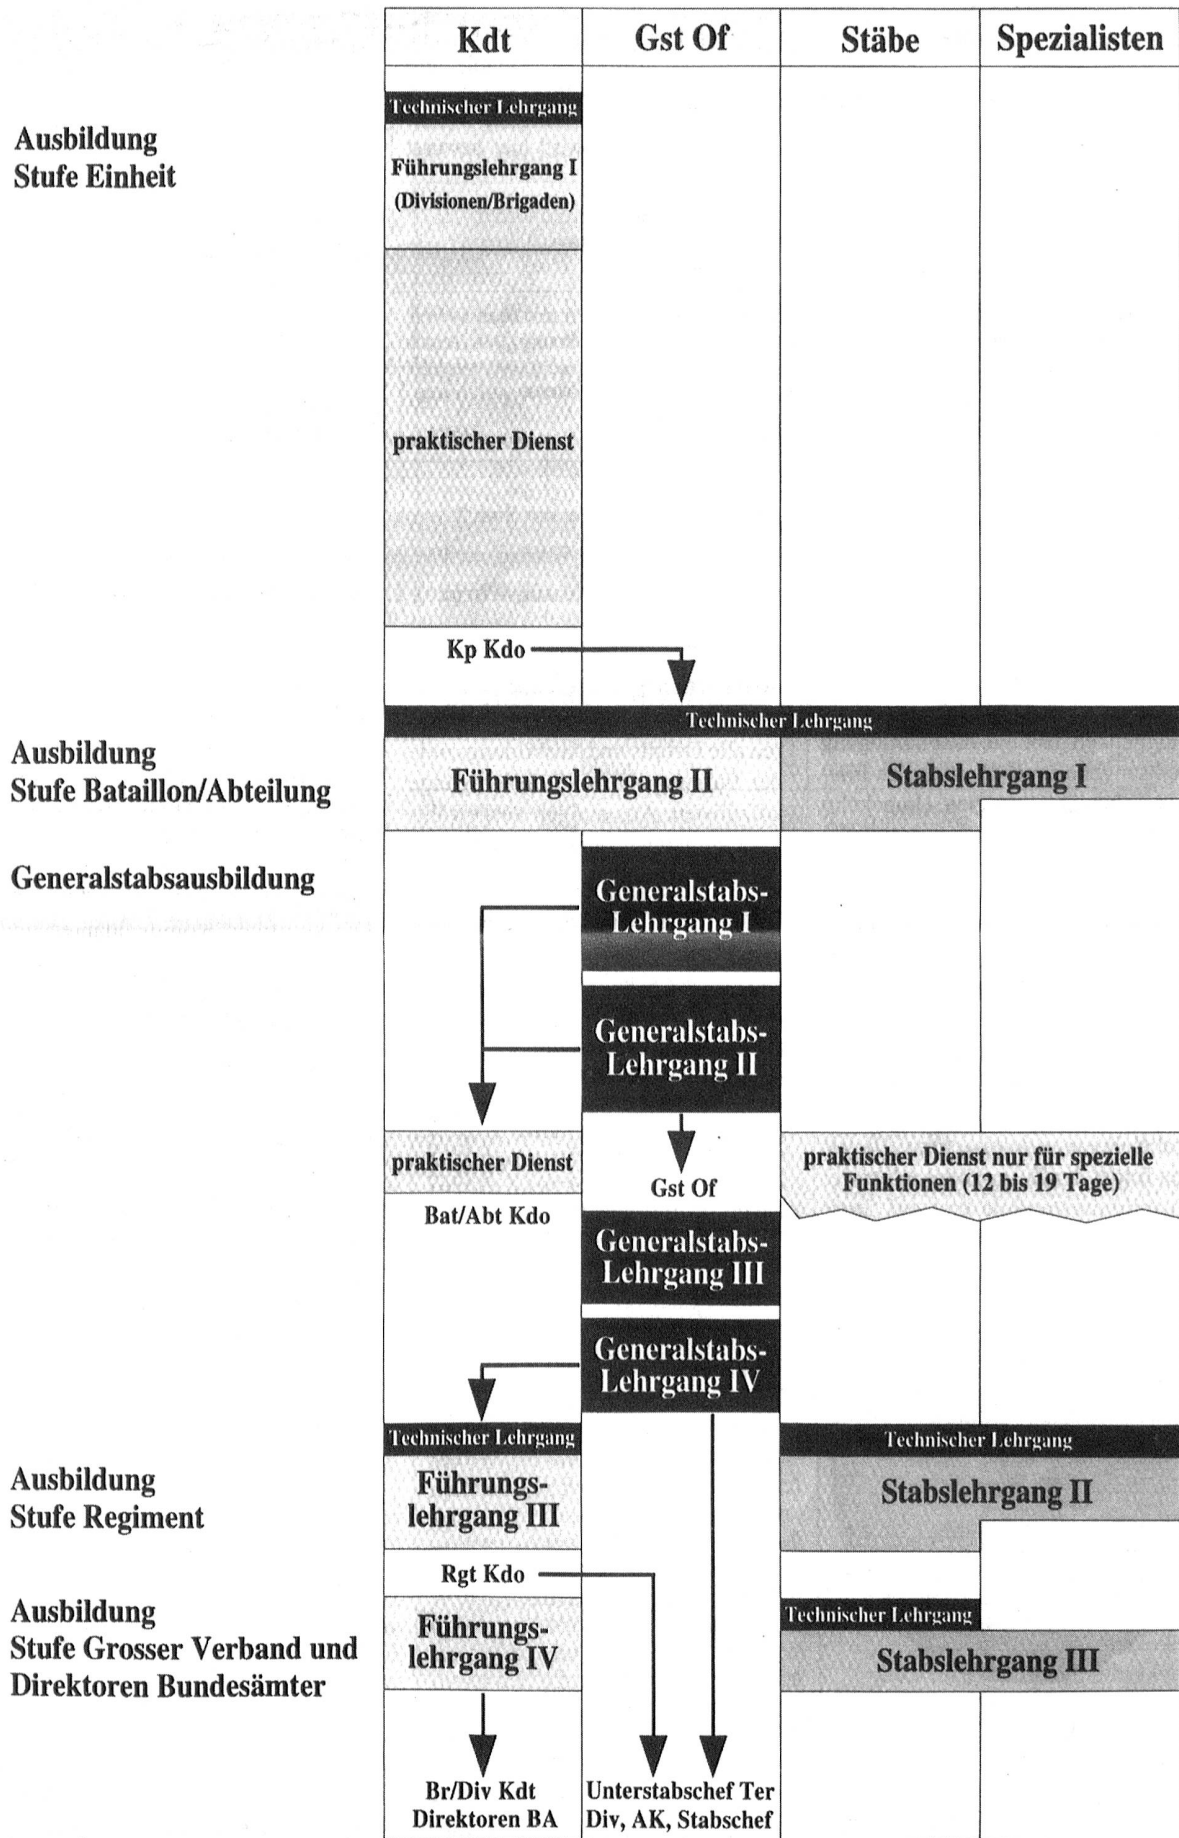 Kdt
Gst Of
Stäbe
Spezialisten
Ausbildung
Stufe Einheit
Technischer Lehrgang
Führungslehrgang I
(Divisionen/Brigaden)
praktischer Dienst
Kp Kdo
Technischer Lehrgang
Ausbildung
Stufe Bataillon/Abteilung
Führungslehrgang II
Stabslehrgang I
Generalstabsausbildung
Generalstabs-
Lehrgang I
Generalstabs-
Lehrgang II
praktischer Dienst
Bat/Abt Kdo
Gst Of
praktischer Dienst nur für spezielle
Funktionen (12 bis 19 Tage)
Generalstabs-
Lehrgang III
Generalstabs-
Lehrgang IV
Ausbildung
Stufe Regiment
Technischer Lehrgang
Führungs-
lehrgang III
Technischer Lehrgang
Stabslehrgang II
Rgt Kdo
Ausbildung
Stufe Grosser Verband und
Direktoren Bundesämter
Führungs-
lehrgang IV
Technischer Lehrgang
Stabslehrgang III
Br/Div Kdt
Direktoren BA
Unterstabschef Ter
Div, AK, Stabschef